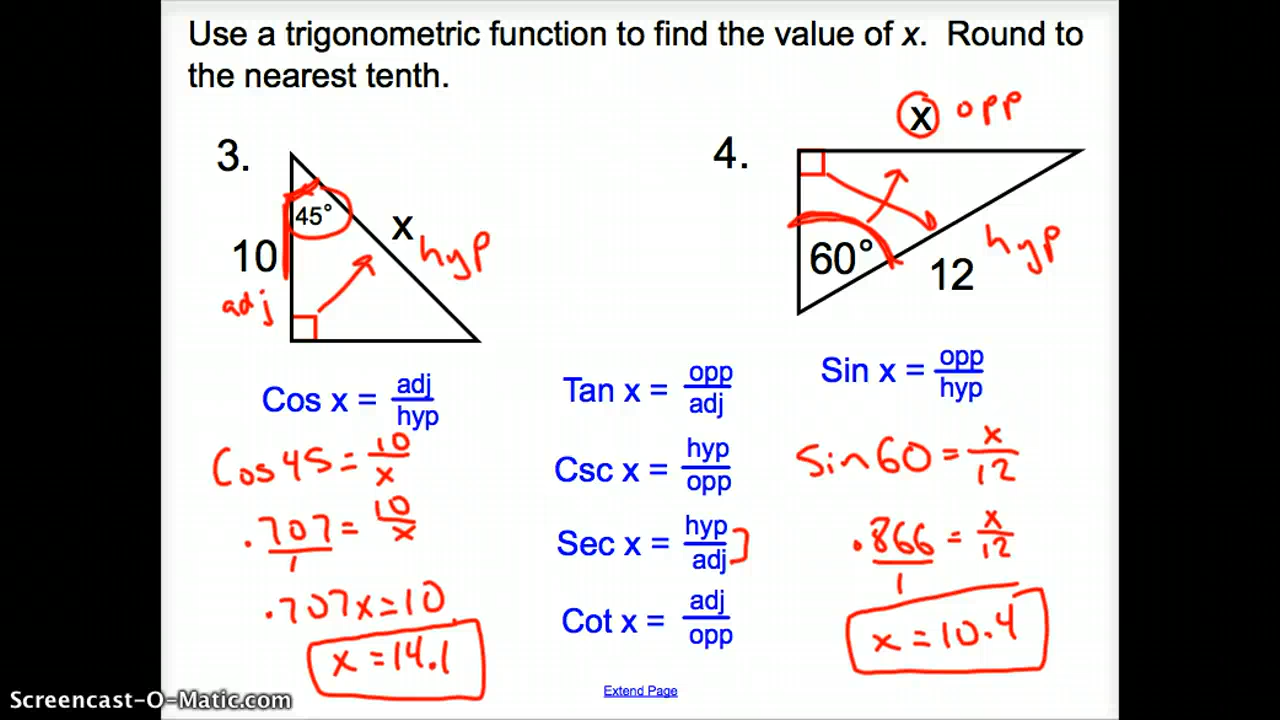 Use a trigonometric function to find the value of x. Round to
the nearest tenth.
3.
45°
10
x
hyp
adj
4.
x opp
60°
12
hyp
Cos x = adj/hyp
Cos 45 = 10/x
.707/1 = 10/x
.707x = 10
x = 14.1
Tan x = opp/adj
Csc x = hyp/opp
Sec x = hyp/adj
Cot x = adj/opp
Extend Page
Sin x = opp/hyp
Sin 60 = x/12
.866/1 = x/12
x = 10.4
Screencast-O-Matic.com